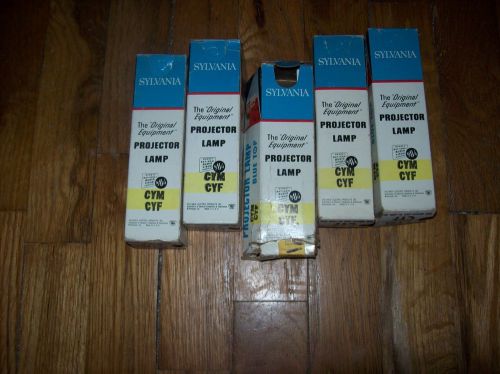 SYLVANIA
The "Original
Equipment"
PROJECTOR
LAMP
CYM
CYF
SYLVANIA
The "Original
Equipment"
PROJECTOR
LAMP
CYM
CYF
SYLVANIA
The "Original
Equipment"
PROJECTOR
LAMP
CYM
CYF
PROJECTOR LAMP
BLUE TOP
SYLVANIA
The "Original
Equipment"
PROJECTOR
LAMP
CYM
CYF
SYLVANIA
The "Original
Equipment"
PROJECTOR
LAMP
CYM
CYF